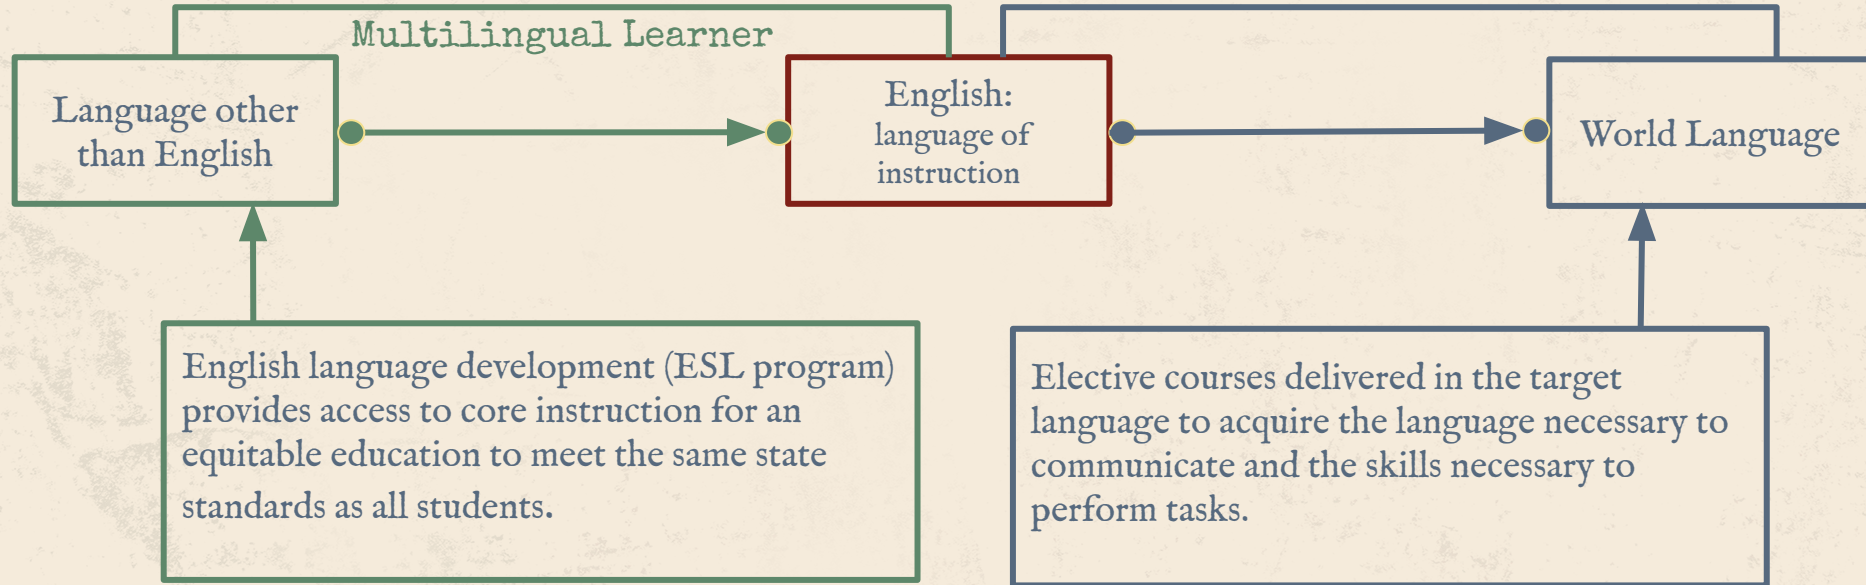 Multilingual Learner
Language other
than English
English:
language of
instruction
World Language
English language development (ESL program)
provides access to core instruction for an
equitable education to meet the same state
standards as all students.
Elective courses delivered in the target
language to acquire the language necessary to
communicate and the skills necessary to
perform tasks.